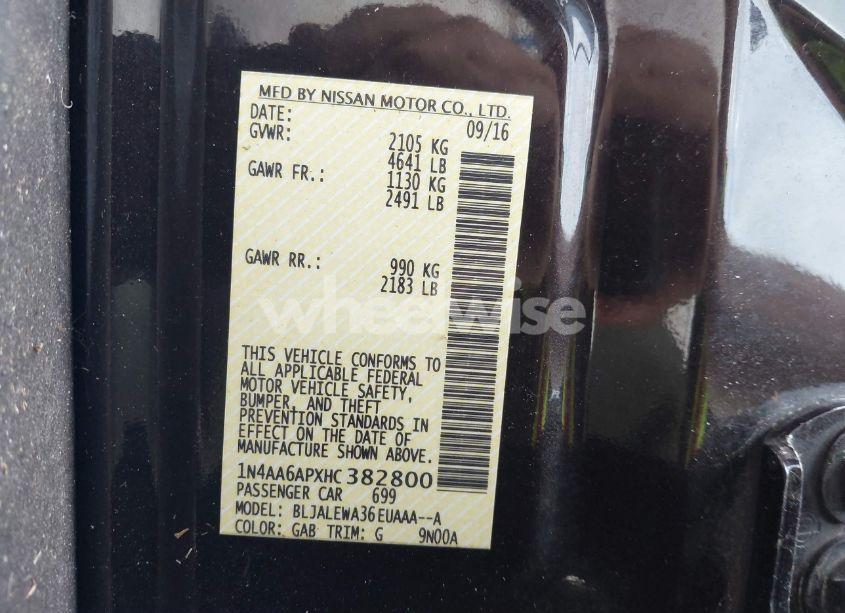 MFD BY NISSAN MOTOR CO., LTD.
DATE: 09/16
GVWR: 2105 KG
4641 LB
GAWR FR.: 1130 KG
2491 LB
GAWR RR.: 990 KG
2183 LB
wheelwise
THIS VEHICLE CONFORMS TO
ALL APPLICABLE FEDERAL
MOTOR VEHICLE SAFETY,
BUMPER, AND THEFT
PREVENTION STANDARDS IN
EFFECT ON THE DATE OF
MANUFACTURE SHOWN ABOVE.
1N4AA6APXHC382800
PASSENGER CAR 699
MODEL: BLJALEWA36EUAAA--A
COLOR: GAB TRIM: G 9N00A